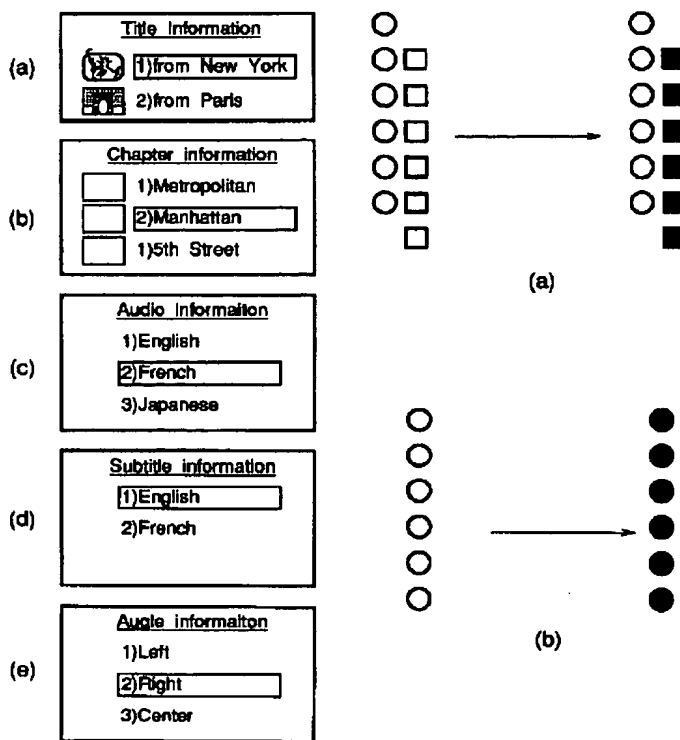 (a)
Title Information
1)from New York
2)from Paris
(b)
Chapter information
1)Metropolitan
2)Manhattan
1)5th Street
(c)
Audio Informaiton
1)English
2)French
3)Japanese
(d)
Subtitle information
1)English
2)French
(e)
Augle informaiton
1)Left
2)Right
3)Center
(a)
(b)